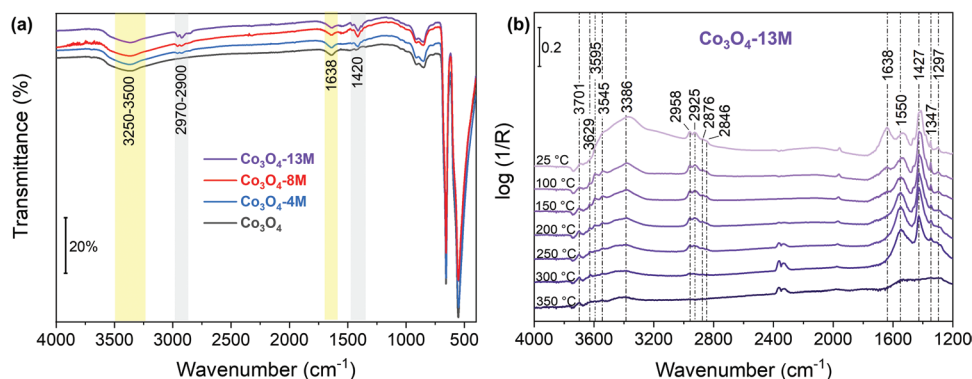 (a)
3250-3500
2970-2900
1638
1420
Co₃O₄-13M
Co₃O₄-8M
Co₃O₄-4M
Co₃O₄
20%
Transmittance (%)
4000 3500 3000 2500 2000 1500 1000 500
Wavenumber (cm⁻¹)
(b)
0.2
Co₃O₄-13M
3701
3629
3595
3545
3386
2958
2925
2876
2846
1638
1550
1427
1347
1297
25 °C
100 °C
150 °C
200 °C
250 °C
300 °C
350 °C
log (1/R)
4000 3600 3200 2800 2400 2000 1600 1200
Wavenumber (cm⁻¹)